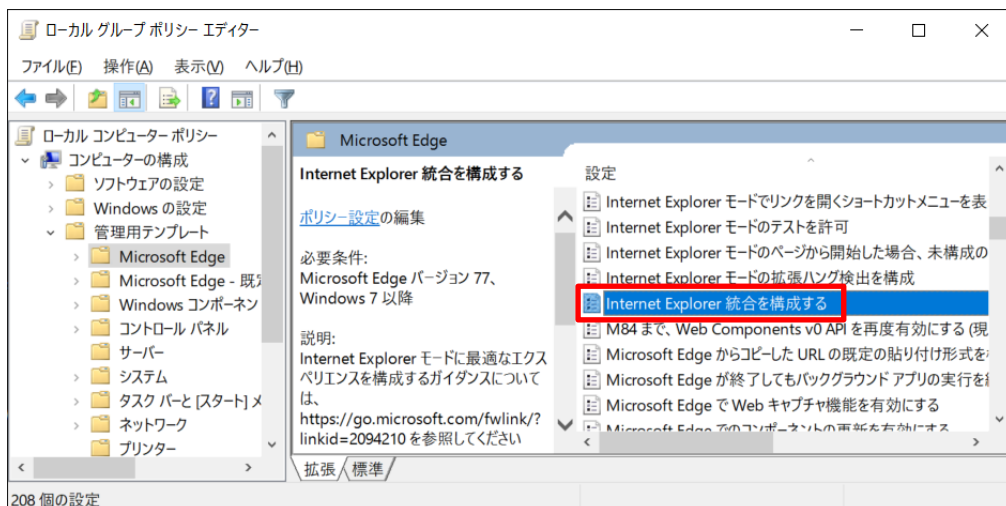 ローカル グループ ポリシー エディター
ファイル(F) 操作(A) 表示(V) ヘルプ(H)
ローカル コンピューター ポリシー
コンピューターの構成
ソフトウェアの設定
Windows の設定
管理用テンプレート
Microsoft Edge
Microsoft Edge - 既
Windows コンポーネン
コントロール パネル
サーバー
システム
タスク バーと [スタート] メ
ネットワーク
プリンター
Microsoft Edge
Internet Explorer 統合を構成する
ポリシー設定の編集
必要条件:
Microsoft Edge バージョン 77、
Windows 7 以降
説明:
Internet Explorer モードに最適なエクス
ペリエンスを構成するガイダンスについて
は、
https://go.microsoft.com/fwlink/?
linkid=2094210 を参照してください
設定
Internet Explorer モードでリンクを開くショートカットメニューを表
Internet Explorer モードのテストを許可
Internet Explorer モードのページから開始した場合、未構成の
Internet Explorer モードの拡張ハング検出を構成
Internet Explorer 統合を構成する
M84 まで、Web Components v0 API を再度有効にする (現
Microsoft Edge からコピーした URL の既定の貼り付け形式を
Microsoft Edge が終了してもバックグラウンド アプリの実行を
Microsoft Edge で Web キャプチャ機能を有効にする
Microsoft Edge でのコンポーネントの更新を有効にする
拡張 標準
208 個の設定